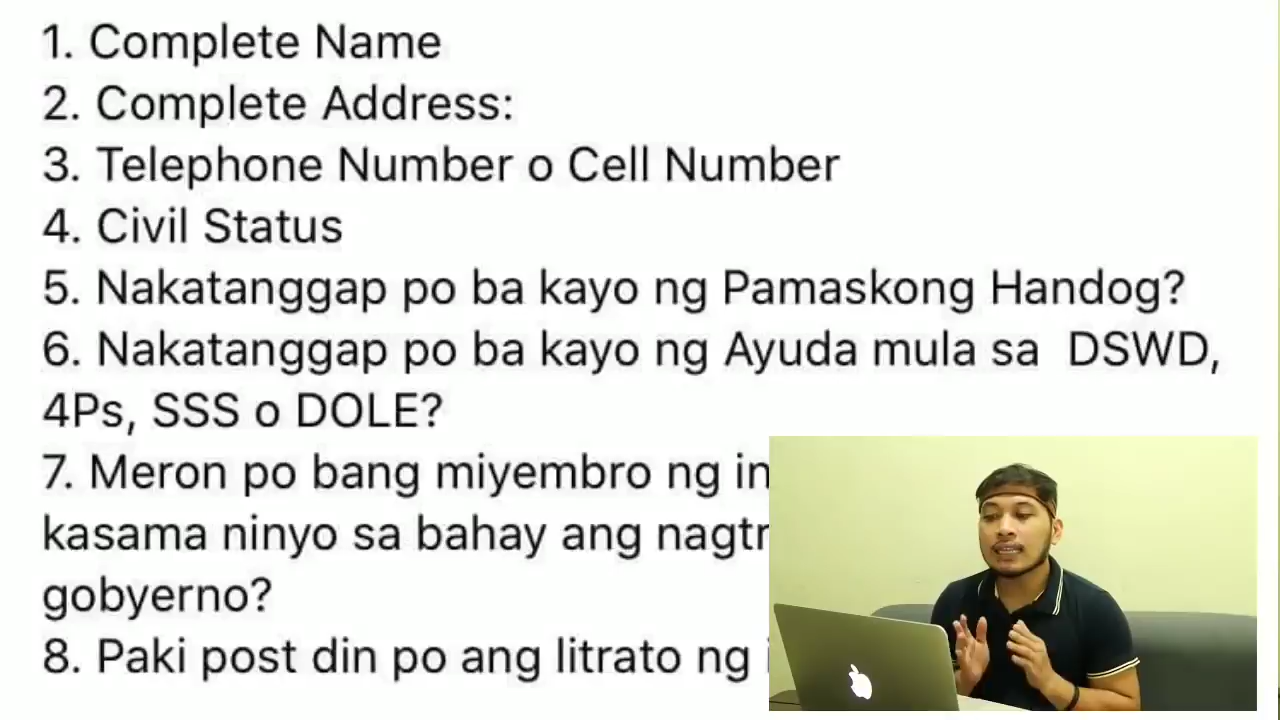 1. Complete Name
2. Complete Address:
3. Telephone Number o Cell Number
4. Civil Status
5. Nakatanggap po ba kayo ng Pamaskong Handog?
6. Nakatanggap po ba kayo ng Ayuda mula sa DSWD,
4Ps, SSS o DOLE?
7. Meron po bang miyembro ng
kasama ninyo sa bahay ang
gobyerno?
8. Paki post din po ang litrato ng